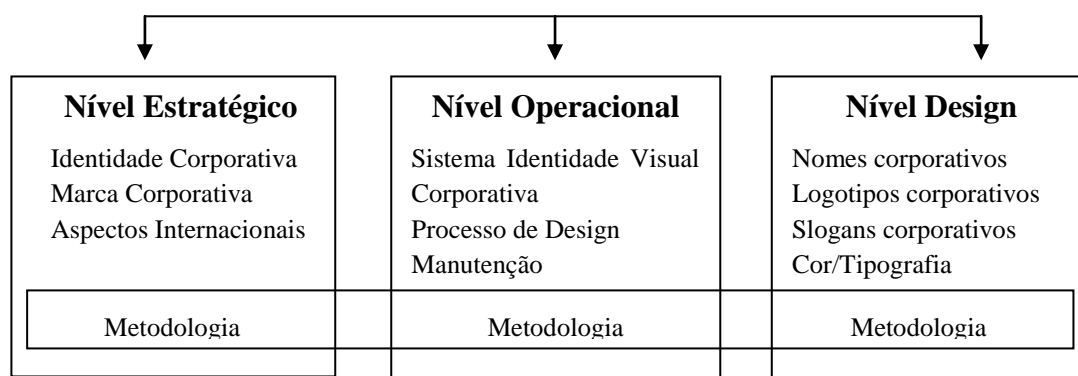 Nível Estratégico
Identidade Corporativa
Marca Corporativa
Aspectos Internacionais
Metodologia
Nível Operacional
Sistema Identidade Visual
Corporativa
Processo de Design
Manutenção
Metodologia
Nível Design
Nomes corporativos
Logotipos corporativos
Slogans corporativos
Cor/Tipografia
Metodologia